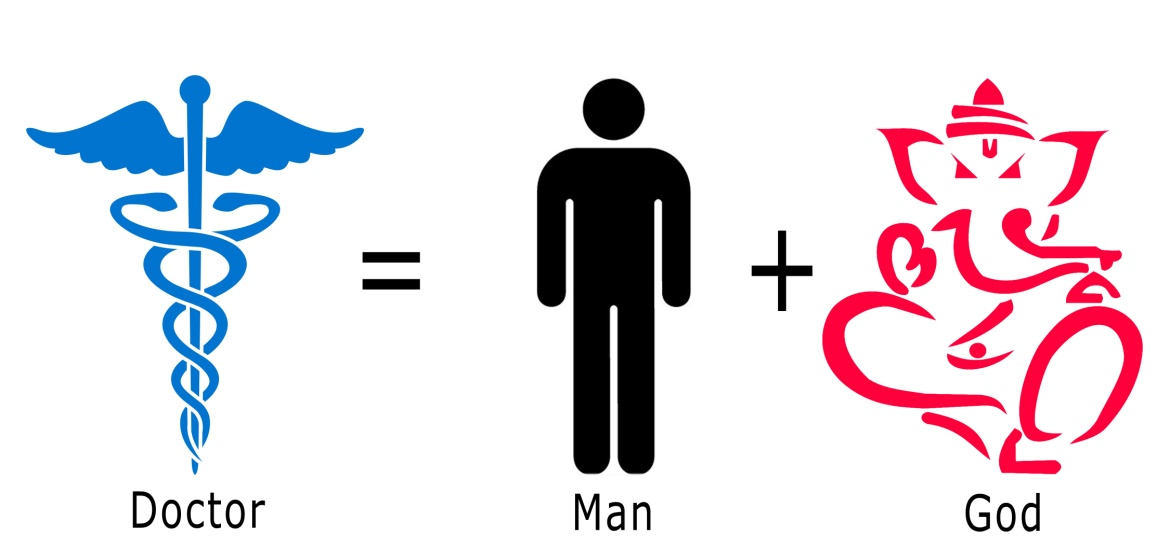 =
+
Doctor
Man
God